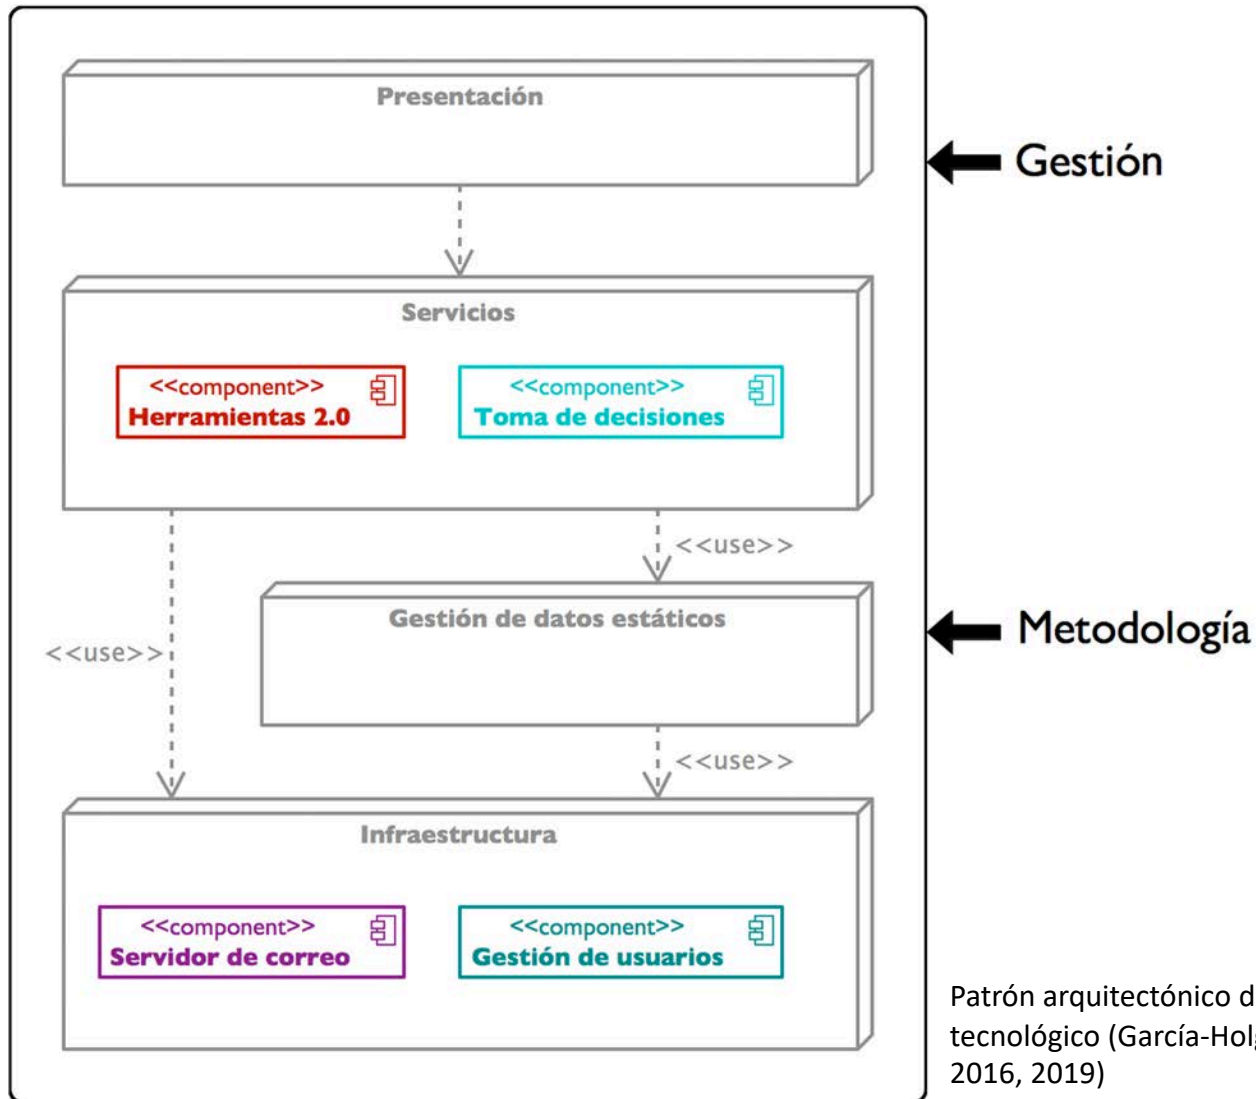 Presentación
Gestión
Servicios
<<component>>
Herramientas 2.0
<<component>>
Toma de decisiones
<<use>>
Gestión de datos estáticos
Metodología
<<use>>
<<use>>
Infraestructura
<<component>>
Servidor de correo
<<component>>
Gestión de usuarios
Patrón arquitectónico
tecnológico (García-
2016, 2019)